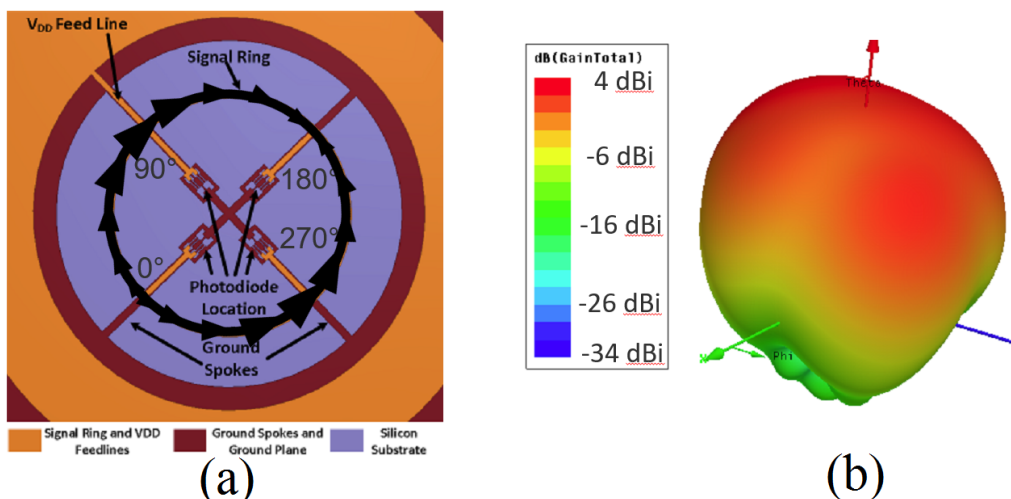 V_DD Feed Line
Signal Ring
90°
180°
0°
270°
Photodiode
Location
Ground
Spokes
Signal Ring and VDD
Feedlines
Ground Spokes and
Ground Plane
Silicon
Substrate
(a)
dB(GainTotal)
4 dBi
-6 dBi
-16 dBi
-26 dBi
-34 dBi
Theta
Phi
(b)